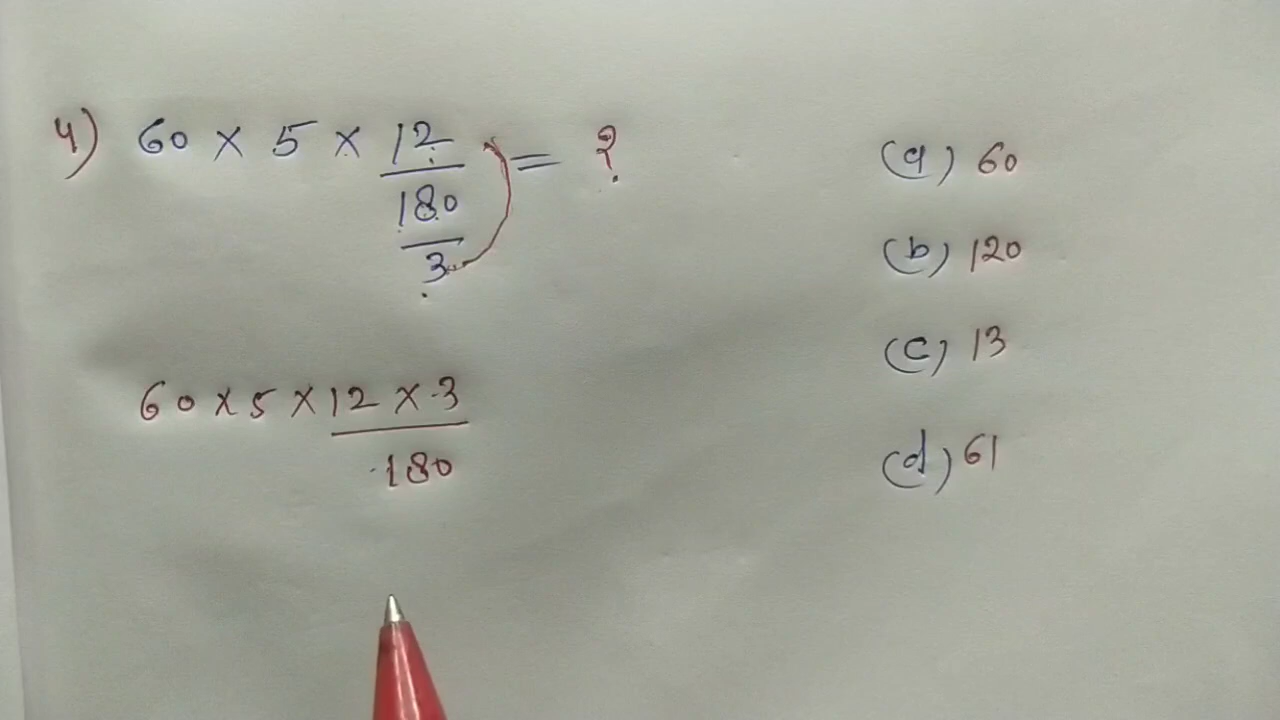 4) 60 × 5 × 12 = ?
180
3
60 × 5 × 12 × 3
180
(a) 60
(b) 120
(c) 13
(d) 61